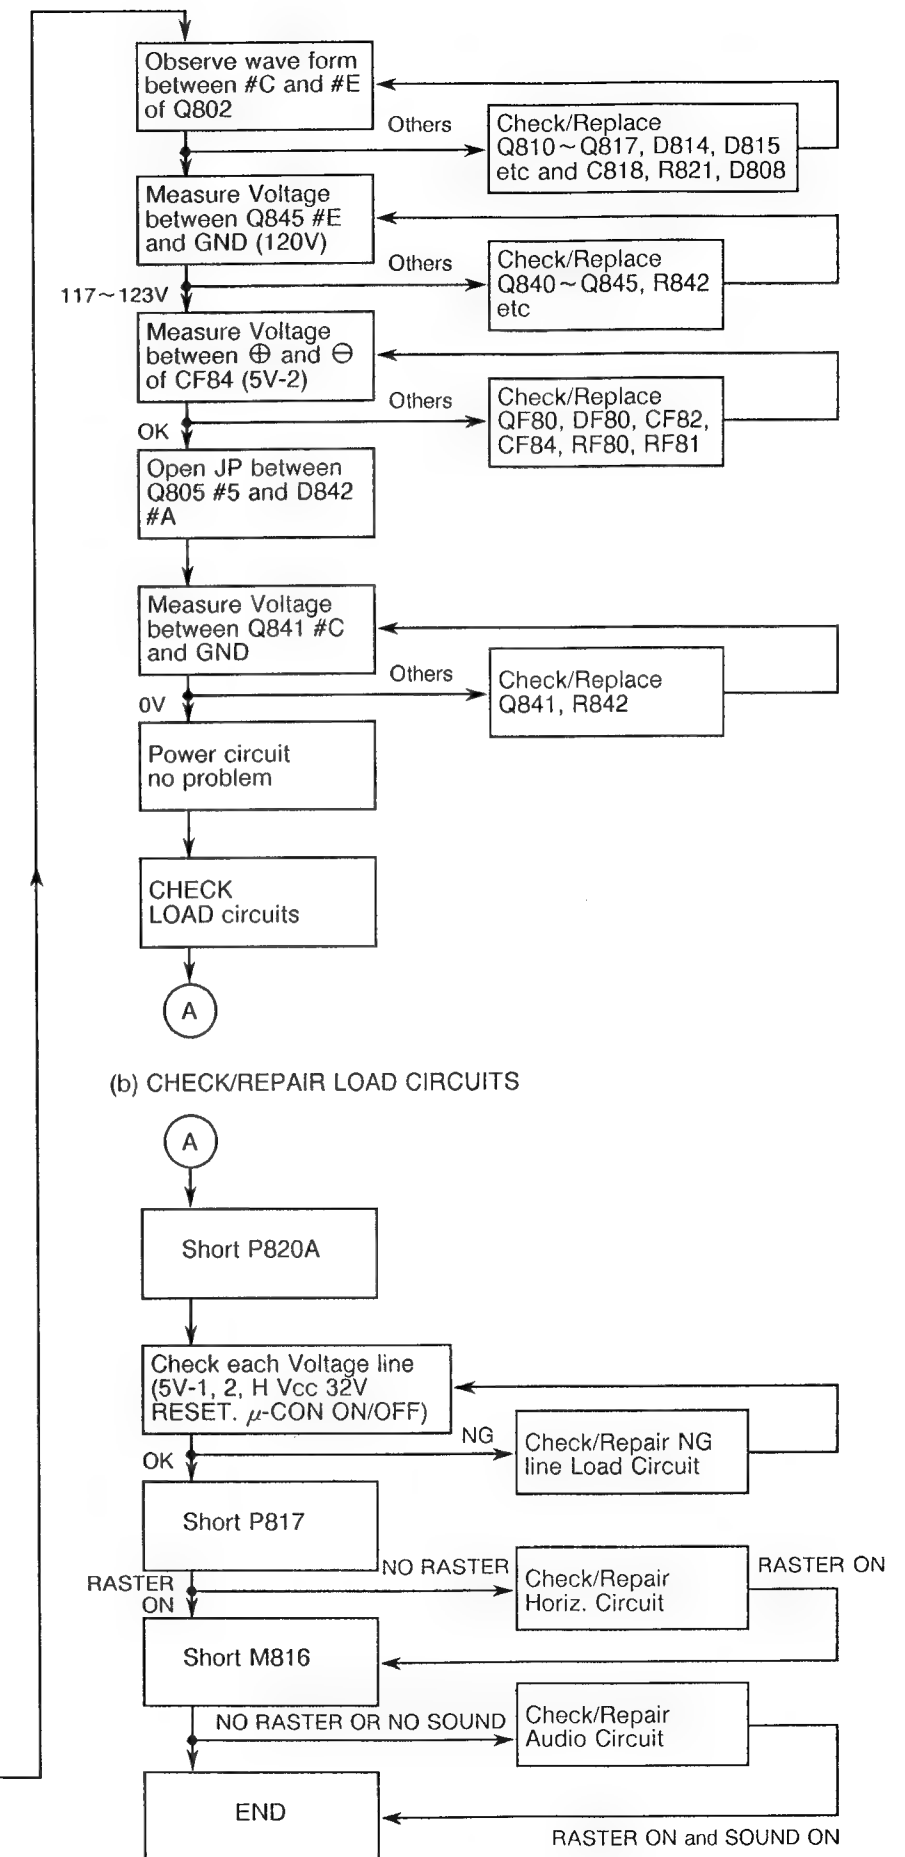 Observe wave form
between #C and #E
of Q802
Others
Check/Replace
Q810~Q817, D814, D815
etc and C818, R821, D808
Measure Voltage
between Q845 #E
and GND (120V)
Others
Check/Replace
Q840~Q845, R842
etc
117~123V
Measure Voltage
between ⊕ and ⊖
of CF84 (5V-2)
Others
Check/Replace
QF80, DF80, CF82,
CF84, RF80, RF81
OK
Open JP between
Q805 #5 and D842
#A
Measure Voltage
between Q841 #C
and GND
Others
Check/Replace
Q841, R842
0V
Power circuit
no problem
CHECK
LOAD circuits
A
(b) CHECK/REPAIR LOAD CIRCUITS
A
Short P820A
Check each Voltage line
(5V-1, 2, H Vcc 32V
RESET. μ-CON ON/OFF)
NG
Check/Repair NG
line Load Circuit
OK
Short P817
NO RASTER
Check/Repair
Horiz. Circuit
RASTER ON
RASTER
ON
Short M816
NO RASTER OR NO SOUND
Check/Repair
Audio Circuit
END
RASTER ON and SOUND ON